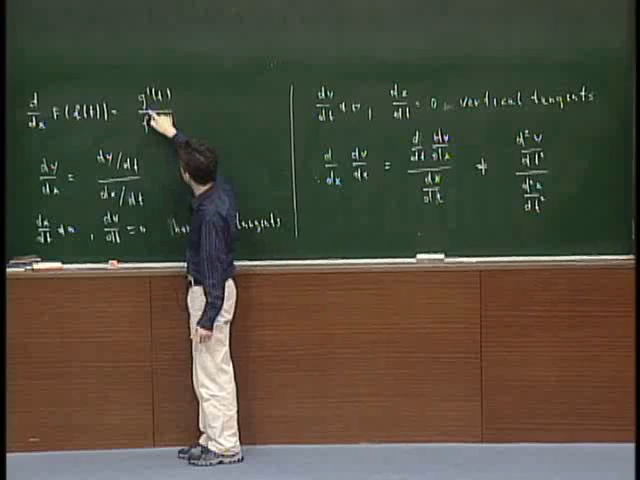 d/dx F(f(t)) = g'(t)/f
dy/dx = dy/dt / dx/dt
dx/dt ≠ 0, dy/dt = 0 tangents
dy/dt ≠ 0, dx/dt = 0 vertical tangents
d/dx dy/dx = d/dt dy/dx / dx/dt ≠ d²y/dt² / d²x/dt²